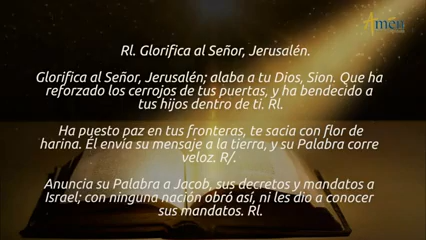 Amen
Rl. Glorifica al Señor, Jerusalén.
Glorifica al Señor, Jerusalén; alaba a tu Dios, Sion. Que ha
reforzado los cerrojos de tus puertas, y ha bendecido a
tus hijos dentro de ti. Rl.
Ha puesto paz en tus fronteras, te sacia con flor de
harina. Él envía su mensaje a la tierra, y su Palabra corre
veloz. R/.
Anuncia su Palabra a Jacob, sus decretos y mandatos a
Israel; con ninguna nación obró así, ni les dio a conocer
sus mandatos. Rl.